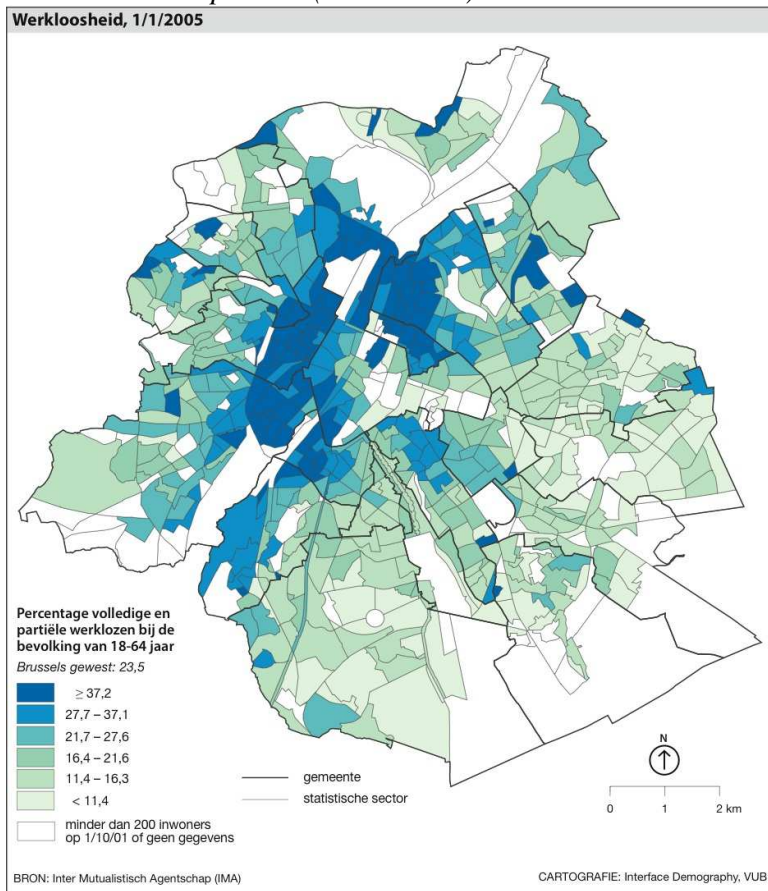 Werkloosheid, 1/1/2005
Percentage volledige en
partiële werklozen bij de
bevolking van 18-64 jaar
Brussels gewest: 23,5
≥ 37,2
27,7 – 37,1
21,7 – 27,6
16,4 – 21,6
11,4 – 16,3
< 11,4
minder dan 200 inwoners
op 1/10/01 of geen gegevens
gemeente
statistische sector
N
0 1 2 km
BRON: Inter Mutualistisch Agentschap (IMA)
CARTOGRAFIE: Interface Demography, VUB